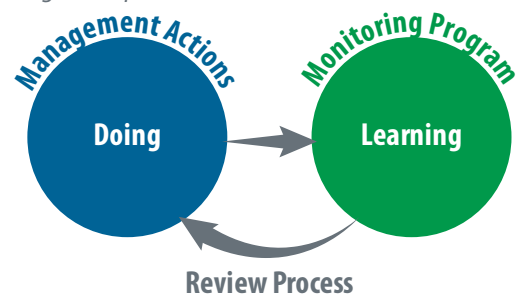 Management Actions
Monitoring Program
Doing
Learning
Review Process